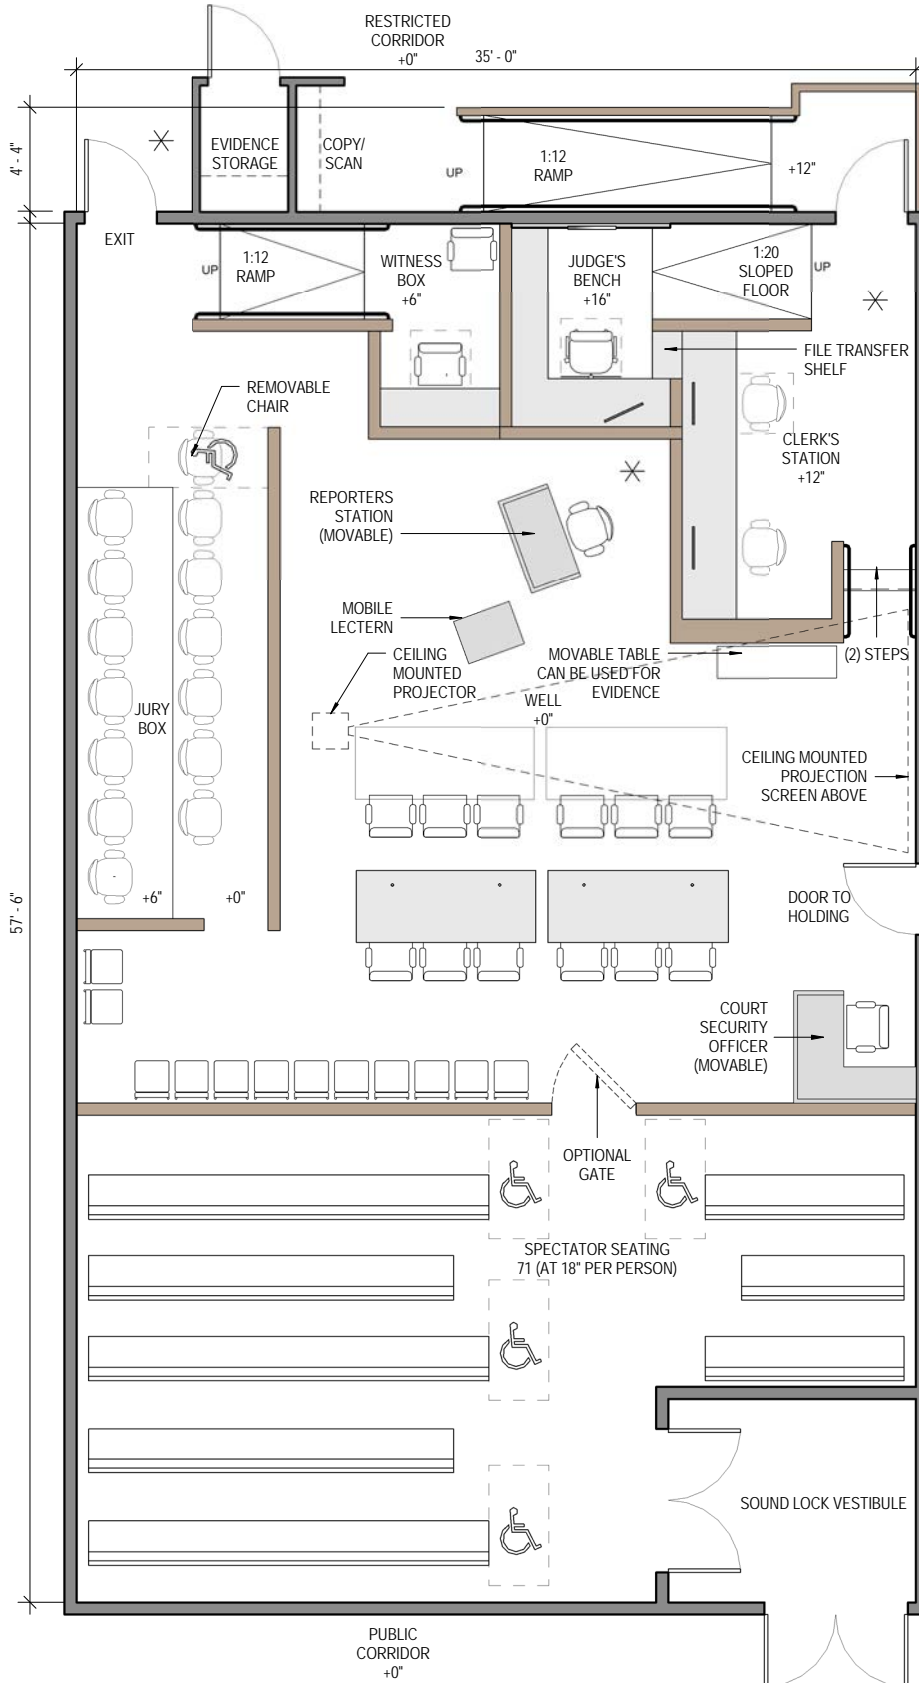 RESTRICTED
CORRIDOR
+0"
35' - 0"
4' - 4"
EVIDENCE
STORAGE
COPY/
SCAN
UP
1:12
RAMP
+12"
EXIT
UP
1:12
RAMP
WITNESS
BOX
+6"
JUDGE'S
BENCH
+16"
1:20
SLOPED
FLOOR
UP
FILE TRANSFER
SHELF
REMOVABLE
CHAIR
CLERK'S
STATION
+12"
REPORTERS
STATION
(MOVABLE)
MOBILE
LECTERN
CEILING
MOUNTED
PROJECTOR
MOVABLE TABLE
CAN BE USED FOR
EVIDENCE
(2) STEPS
WELL
+0"
JURY
BOX
CEILING MOUNTED
PROJECTION
SCREEN ABOVE
+6"
+0"
57' - 6"
DOOR TO
HOLDING
COURT
SECURITY
OFFICER
(MOVABLE)
OPTIONAL
GATE
SPECTATOR SEATING
71 (AT 18" PER PERSON)
SOUND LOCK VESTIBULE
PUBLIC
CORRIDOR
+0"